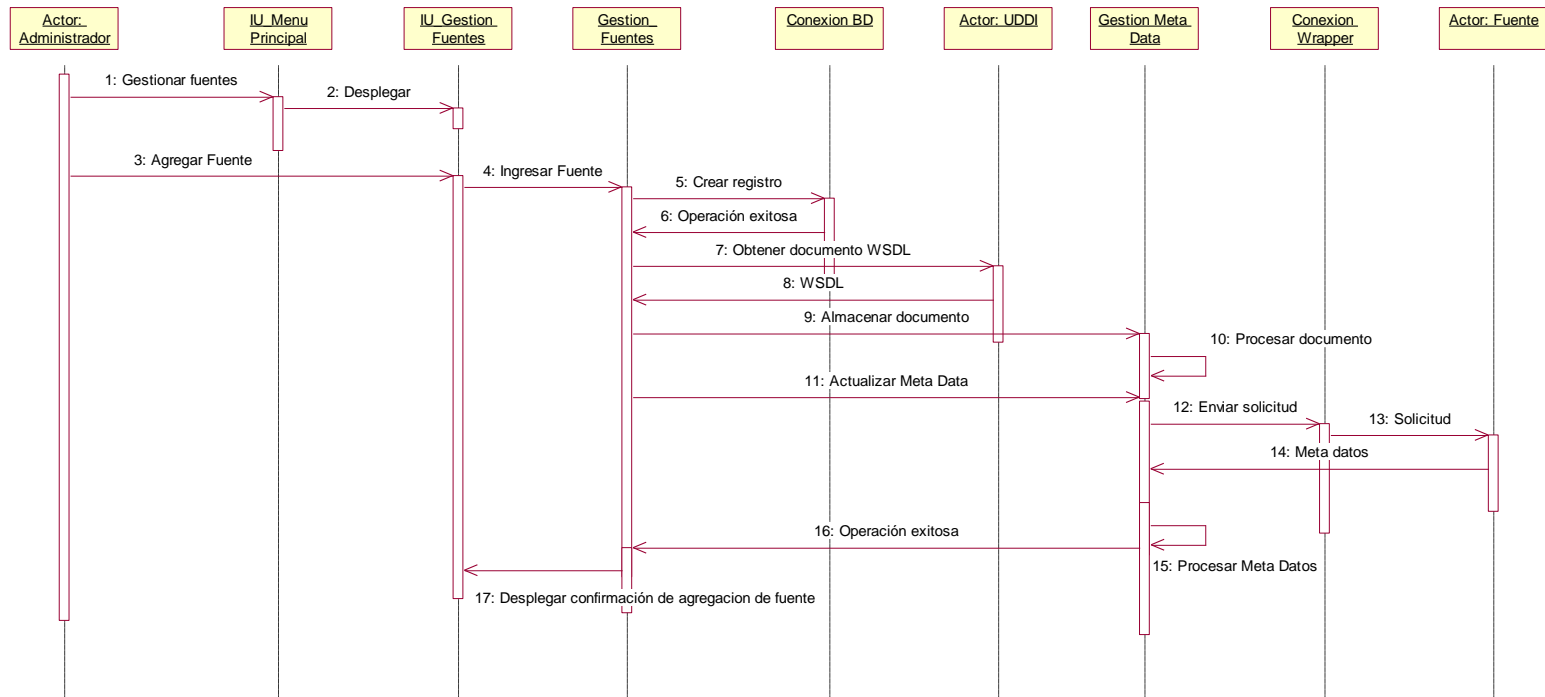 Actor:
Administrador
IU_Menu
Principal
IU_Gestion_
Fuentes
Gestion_
Fuentes
Conexion BD
Actor: UDDI
Gestion Meta
Data
Conexion
Wrapper
Actor: Fuente
1: Gestionar fuentes
2: Desplegar
3: Agregar Fuente
4: Ingresar Fuente
5: Crear registro
6: Operación exitosa
7: Obtener documento WSDL
8: WSDL
9: Almacenar documento
10: Procesar documento
11: Actualizar Meta Data
12: Enviar solicitud
13: Solicitud
14: Meta datos
16: Operación exitosa
15: Procesar Meta Datos
17: Desplegar confirmación de agregacion de fuente